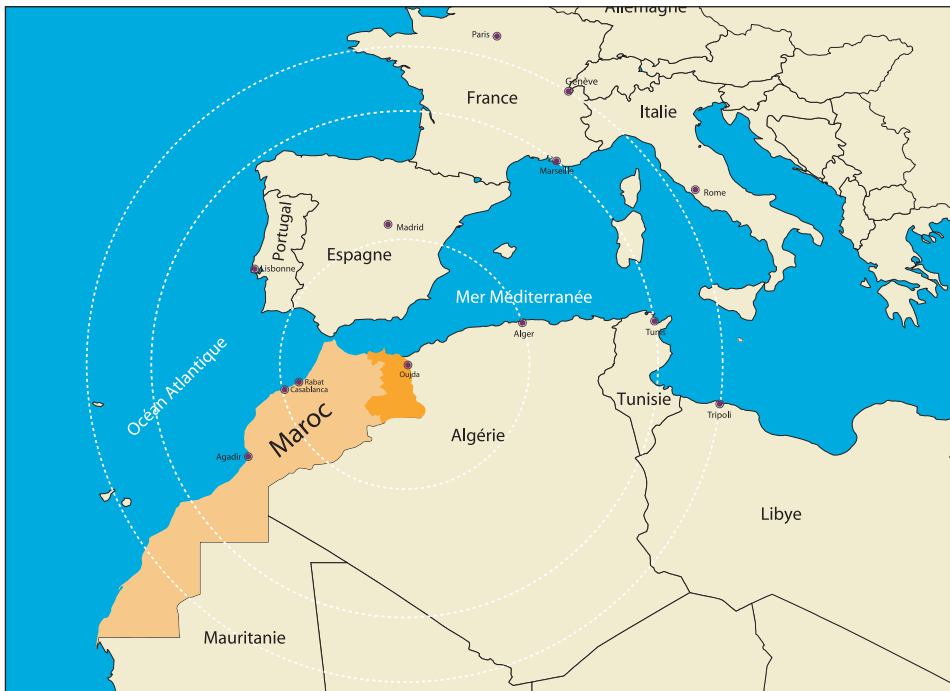 Allemagne
Paris
Genève
France
Italie
Marseille
Rome
Portugal
Madrid
Espagne
Lisbonne
Mer Méditerranée
Alger
Tunis
Océan Atlantique
Oujda
Rabat
Casablanca
Tunisie
Tripoli
Maroc
Algérie
Agadir
Libye
Mauritanie